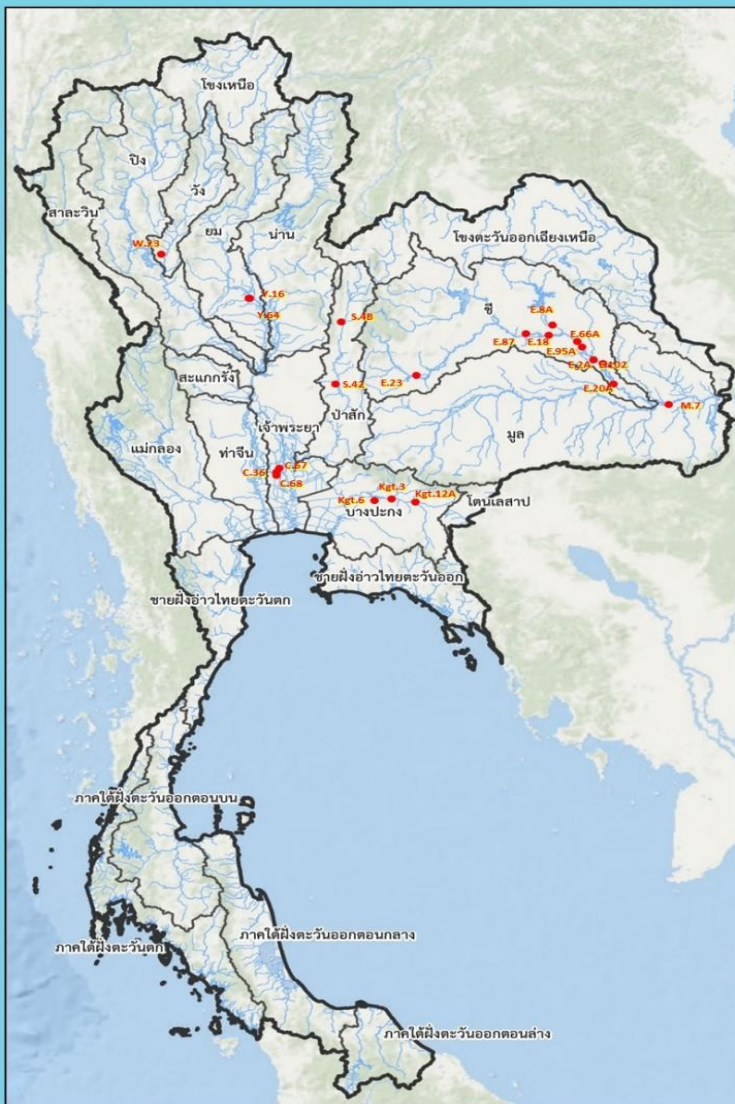 โขงเหนือ
ปิง
วัง
สาละวิน
ยม
น่าน
โขงตะวันออกเฉียงเหนือ
W.23
Y.16
Y.64
S.4B
ชี
E.8A
E.87
E.18
E.66A
E.95A
E.2A
E.23
E.20A
M.7
สะแกกรัง
S.42
ป่าสัก
เจ้าพระยา
มูล
แม่กลอง
ท่าจีน
C.67
C.36
C.68
Kgt.3
Kgt.6
Kgt.12A
บางปะกง
โตนเลสาป
ชายฝั่งอ่าวไทยตะวันออก
ชายฝั่งอ่าวไทยตะวันตก
ภาคใต้ฝั่งตะวันออกตอนบน
ภาคใต้ฝั่งตะวันออกตอนกลาง
ภาคใต้ฝั่งตะวันตก
ภาคใต้ฝั่งตะวันออกตอนล่าง